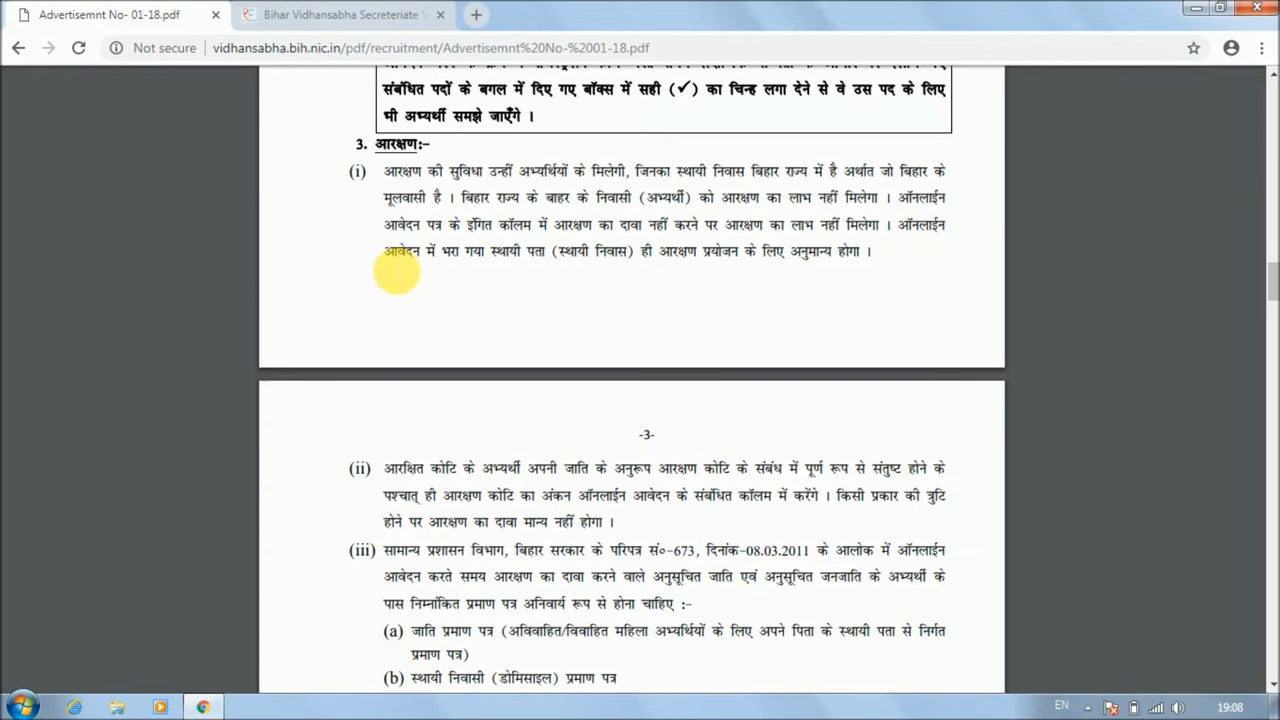 Advertisemnt No- 01-18.pdf
Bihar Vidhansabha Secreteriate
Not secure
vidhansabha.bih.nic.in/pdf/recruitment/Advertisemnt%20No-%2001-18.pdf
संबंधित पदों के बगल में दिए गए बॉक्स में सही (✓) का चिन्ह लगा देने से वे उस पद के लिए
भी अभ्यर्थी समझे जाएँगे ।
3. आरक्षण:-
(i) आरक्षण की सुविधा उन्हीं अभ्यर्थियों के मिलेगी, जिनका स्थायी निवास बिहार राज्य में है अर्थात जो बिहार के
मूलवासी है । बिहार राज्य के बाहर के निवासी (अभ्यर्थी) को आरक्षण का लाभ नहीं मिलेगा । ऑनलाईन
आवेदन पत्र के इंगित कॉलम में आरक्षण का दावा नहीं करने पर आरक्षण का लाभ नहीं मिलेगा । ऑनलाईन
आवेदन में भरा गया स्थायी पता (स्थायी निवास) ही आरक्षण प्रयोजन के लिए अनुमान्य होगा ।
-3-
(ii) आरक्षित कोटि के अभ्यर्थी अपनी जाति के अनुरूप आरक्षण कोटि के संबंध में पूर्ण रूप से संतुष्ट होने के
पश्चात् ही आरक्षण कोटि का अंकन ऑनलाईन आवेदन के संबंधित कॉलम में करेंगे । किसी प्रकार की त्रुटि
होने पर आरक्षण का दावा मान्य नहीं होगा ।
(iii) सामान्य प्रशासन विभाग, बिहार सरकार के परिपत्र सं०-673, दिनांक-08.03.2011 के आलोक में ऑनलाईन
आवेदन करते समय आरक्षण का दावा करने वाले अनुसूचित जाति एवं अनुसूचित जनजाति के अभ्यर्थी के
पास निम्नांकित प्रमाण पत्र अनिवार्य रूप से होना चाहिए :-
(a) जाति प्रमाण पत्र (अविवाहित/विवाहित महिला अभ्यर्थियों के लिए अपने पिता के स्थायी पता से निर्गत
प्रमाण पत्र)
(b) स्थायी निवासी (डोमिसाइल) प्रमाण पत्र
EN
19:08